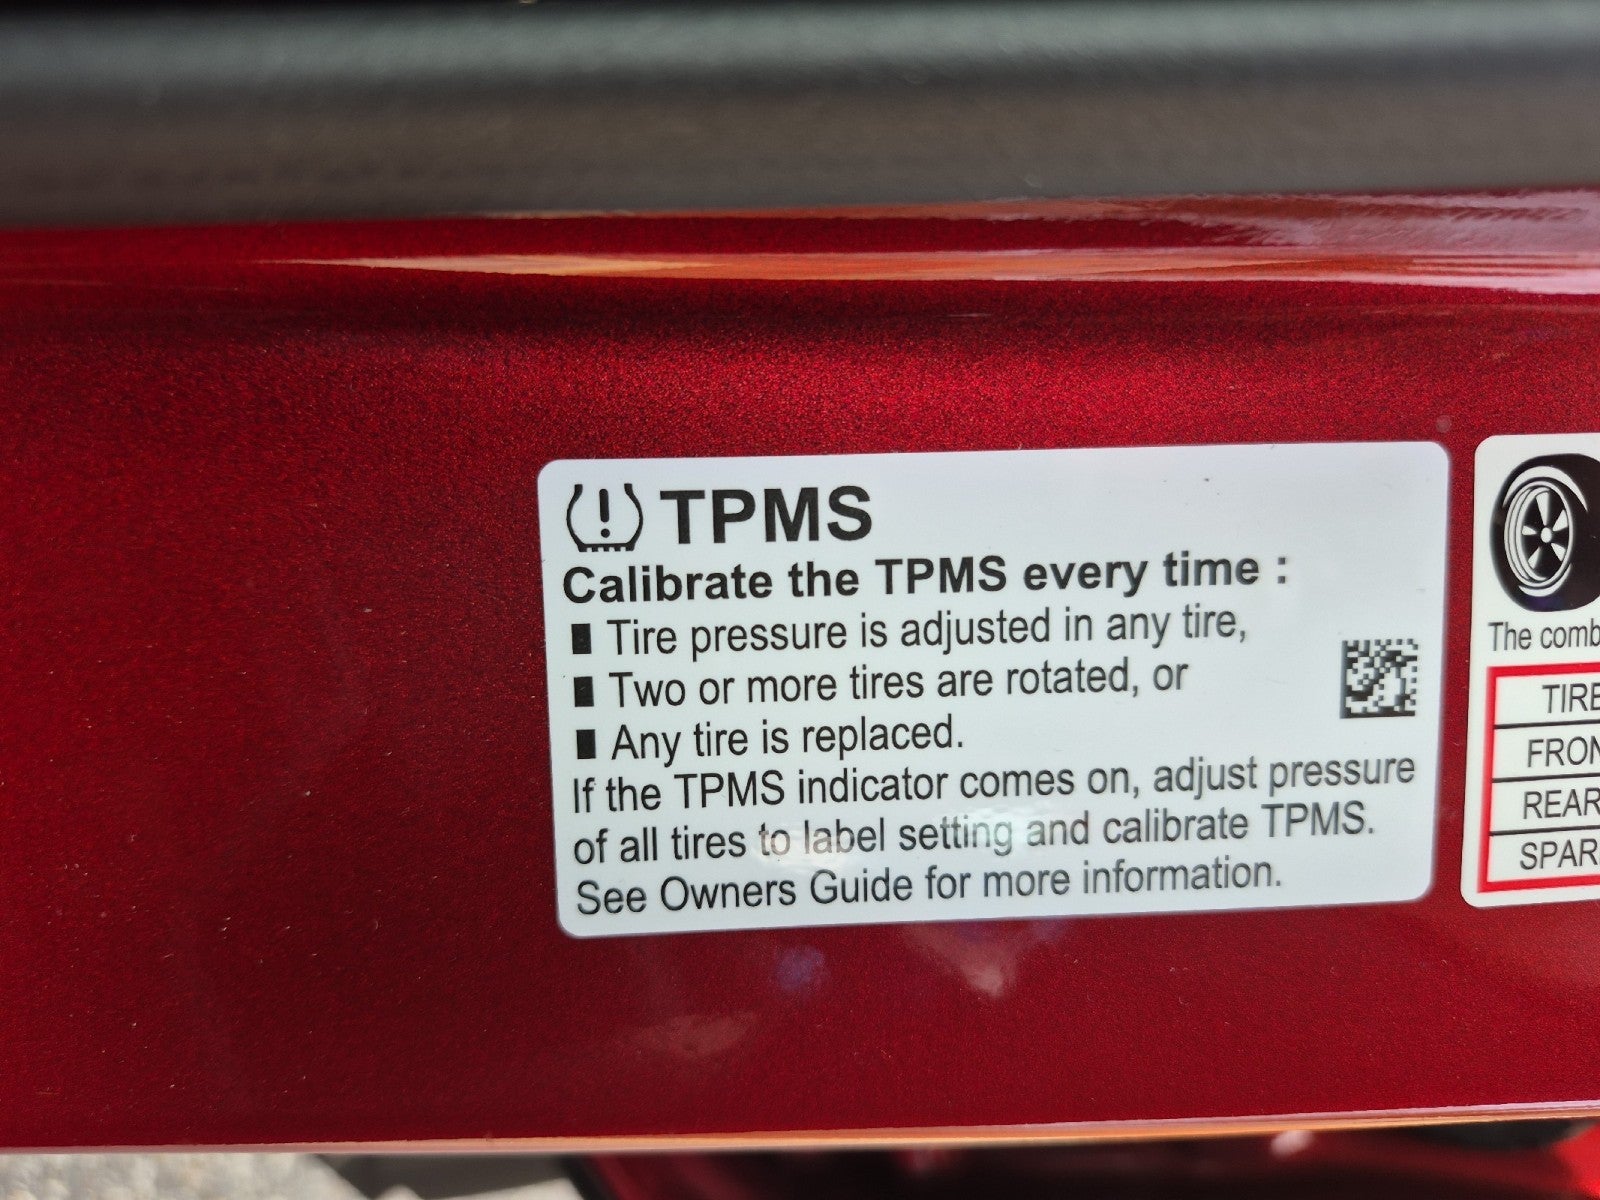 TPMS
Calibrate the TPMS every time :
■ Tire pressure is adjusted in any tire,
■ Two or more tires are rotated, or
■ Any tire is replaced.
If the TPMS indicator comes on, adjust pressure
of all tires to label setting and calibrate TPMS.
See Owners Guide for more information.
The comb
TIRE
FRON
REAR
SPAR